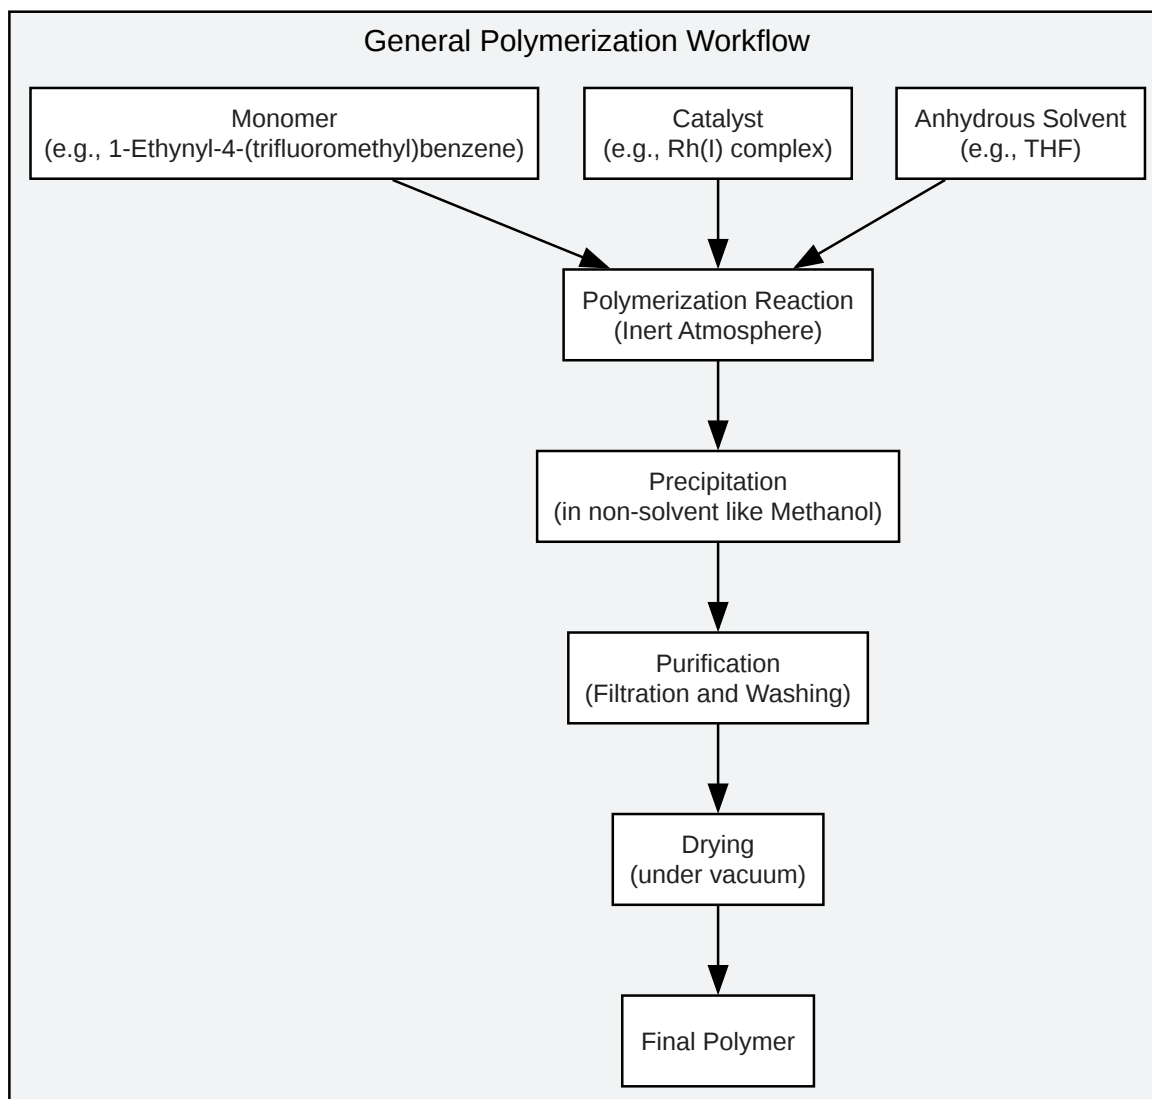 General Polymerization Workflow
Monomer
(e.g., 1-Ethynyl-4-(trifluoromethyl)benzene)
Catalyst
(e.g., Rh(I) complex)
Anhydrous Solvent
(e.g., THF)
Polymerization Reaction
(Inert Atmosphere)
Precipitation
(in non-solvent like Methanol)
Purification
(Filtration and Washing)
Drying
(under vacuum)
Final Polymer